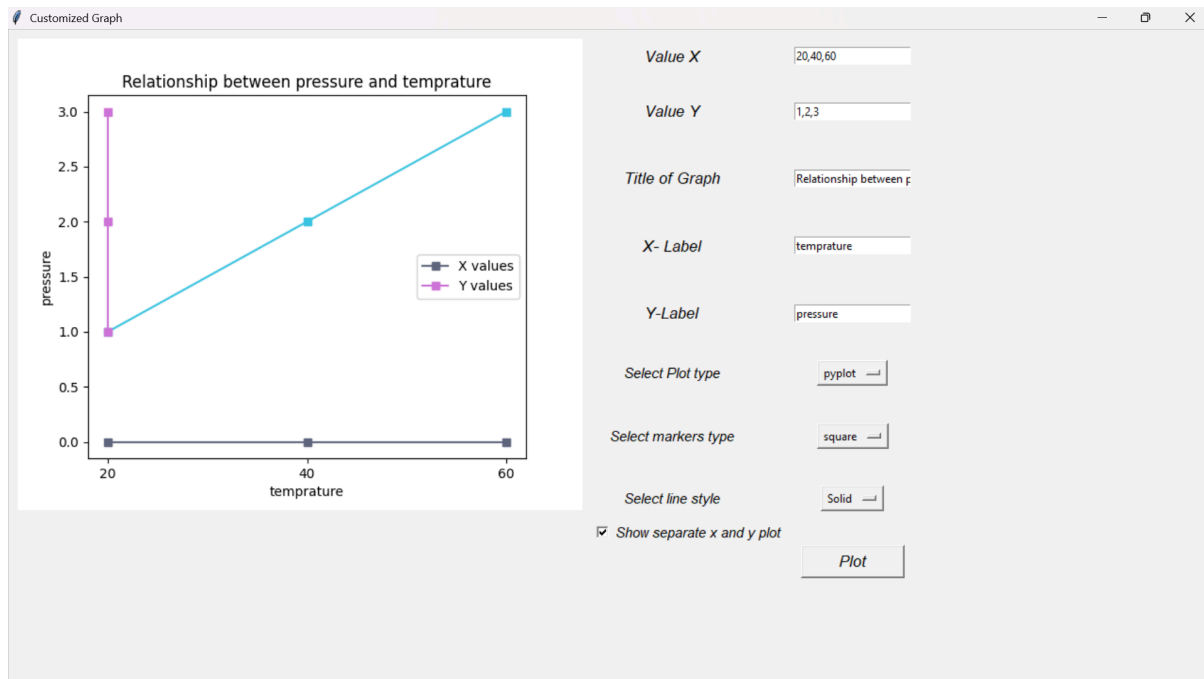 Customized Graph
Relationship between pressure and temprature
3.0
2.5
2.0
1.5
1.0
0.5
0.0
pressure
20 40 60
temprature
X values
Y values
Value X 20,40,60
Value Y 1,2,3
Title of Graph Relationship between p
X- Label temprature
Y-Label pressure
Select Plot type pyplot
Select markers type square
Select line style Solid
Show separate x and y plot
Plot